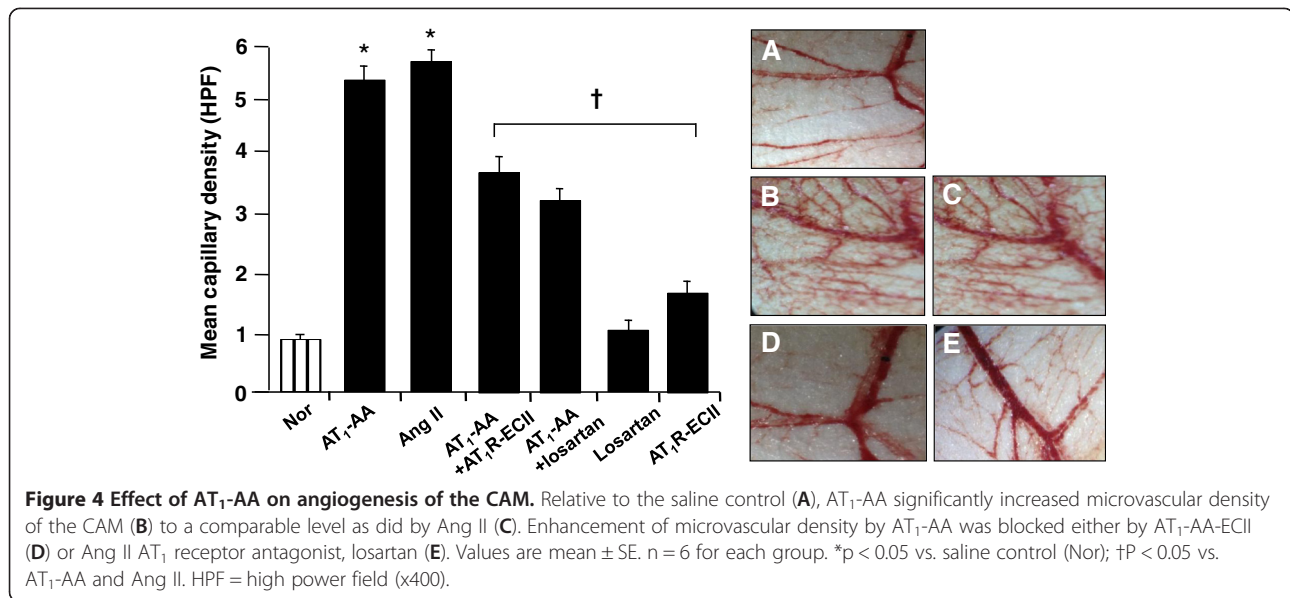 6
5
4
3
2
1
0
Mean capillary density (HPF)
*
*
†
Nor
AT₁-AA
Ang II
AT₁-AA
+AT₁R-ECII
AT₁-AA
+losartan
Losartan
AT₁R-ECII
A
B
C
D
E
Figure 4 Effect of AT₁-AA on angiogenesis of the CAM. Relative to the saline control (A), AT₁-AA significantly increased microvascular density
of the CAM (B) to a comparable level as did by Ang II (C). Enhancement of microvascular density by AT₁-AA was blocked either by AT₁-AA-ECII
(D) or Ang II AT₁ receptor antagonist, losartan (E). Values are mean ± SE. n = 6 for each group. *p < 0.05 vs. saline control (Nor); †P < 0.05 vs.
AT₁-AA and Ang II. HPF = high power field (x400).